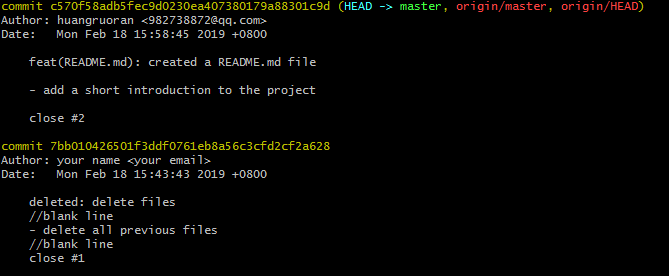 commit c570f58adb5fec9d0230ea407380179a88301c9d (HEAD -> master, origin/master, origin/HEAD)
Author: huangruoran <982738872@qq.com>
Date:   Mon Feb 18 15:58:45 2019 +0800
feat(README.md): created a README.md file
- add a short introduction to the project
close #2
commit 7bb010426501f3ddf0761eb8a56c3cfd2cf2a628
Author: your name <your email>
Date:   Mon Feb 18 15:43:43 2019 +0800
deleted: delete files
//blank line
- delete all previous files
//blank line
close #1